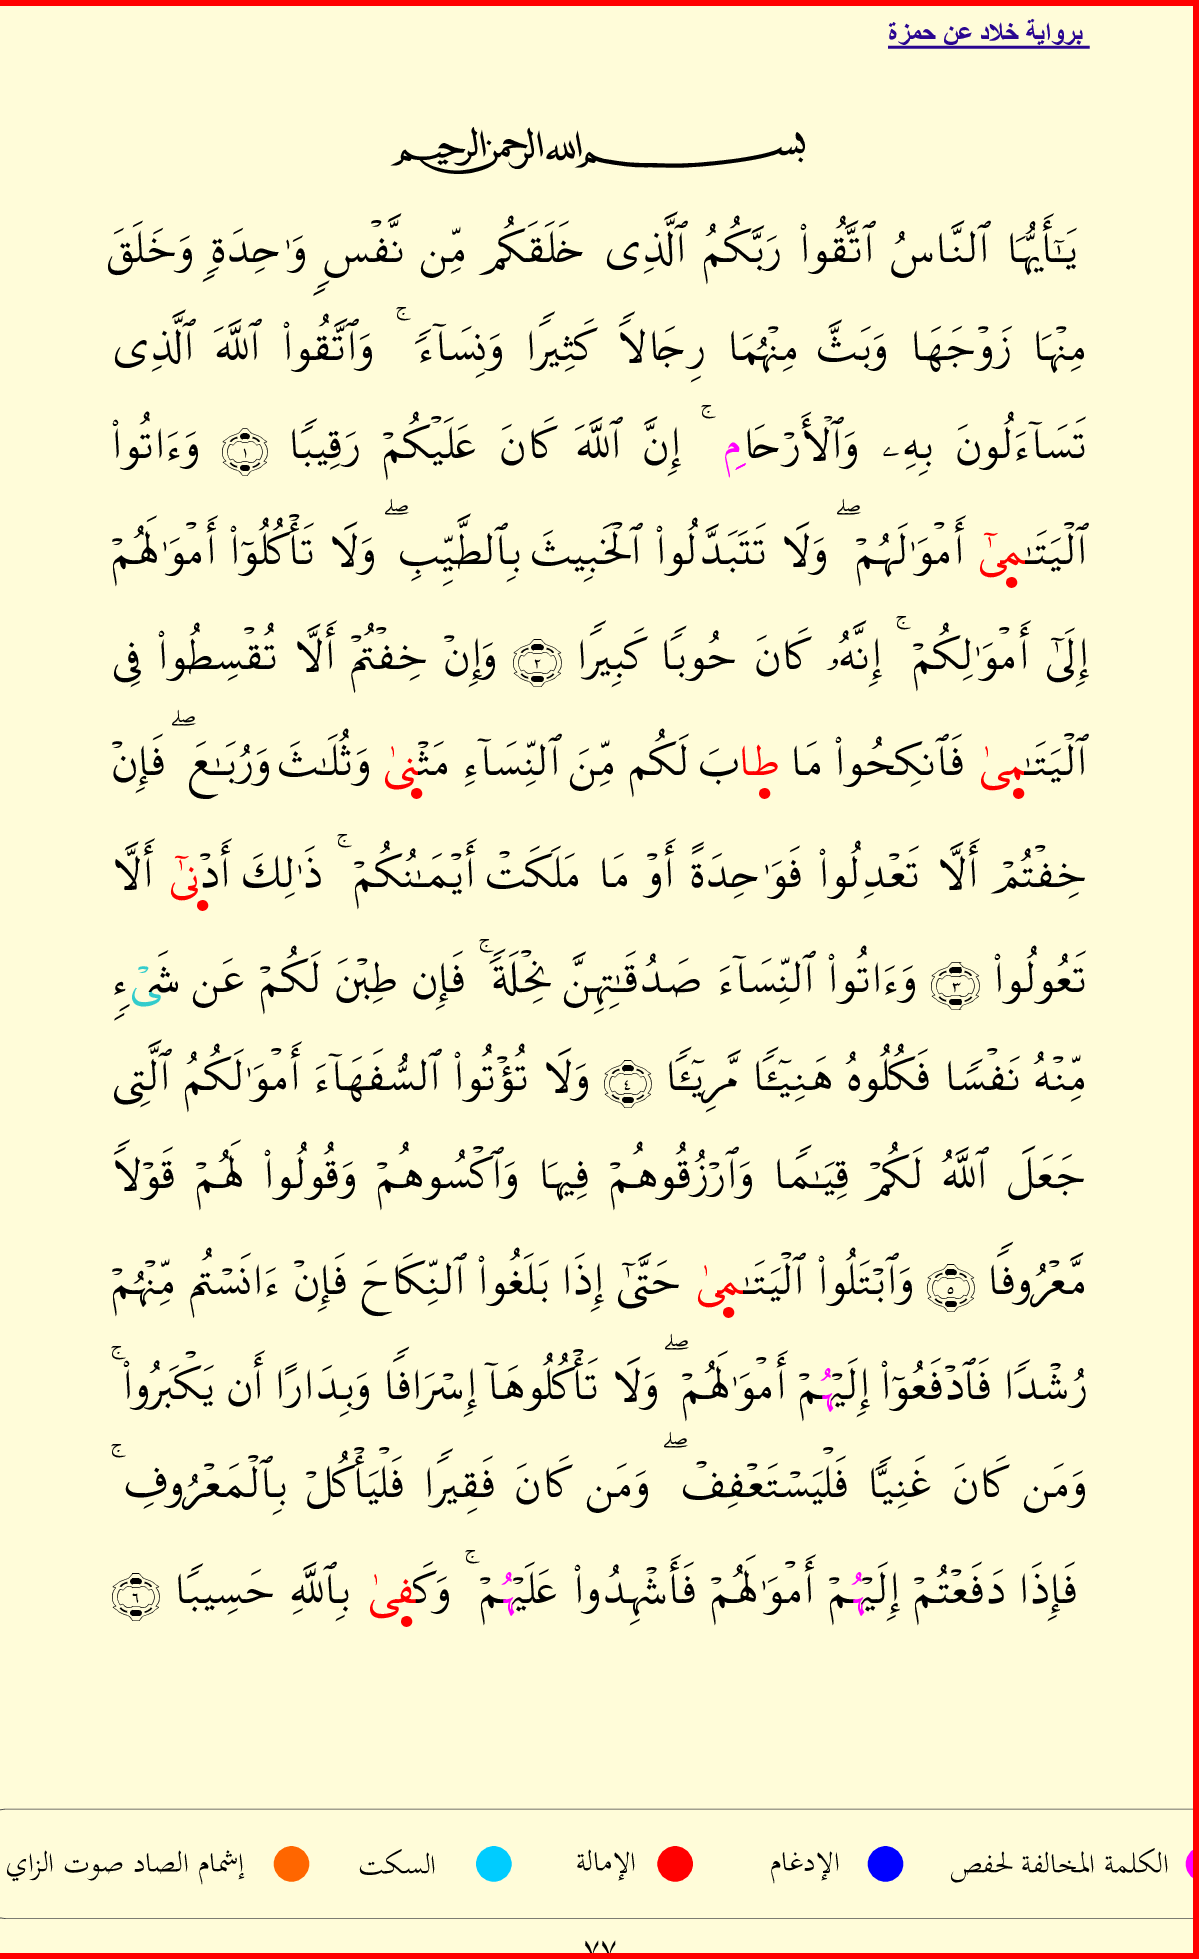 برواية خلاد عن حمزة
بسم الله الرحمن الرحيم
يَـٰٓأَيُّهَا ٱلنَّاسُ ٱتَّقُوا۟ رَبَّكُمُ ٱلَّذِى خَلَقَكُم مِّن نَّفْسٍ وَٰحِدَةٍ وَخَلَقَ
مِنْهَا زَوْجَهَا وَبَثَّ مِنْهُمَا رِجَالًا كَثِيرًا وَنِسَآءً ۚ وَٱتَّقُوا۟ ٱللَّهَ ٱلَّذِى
تَسَآءَلُونَ بِهِۦ وَٱلْأَرْحَامِ ۚ إِنَّ ٱللَّهَ كَانَ عَلَيْكُمْ رَقِيبًا ١ وَءَاتُوا۟
ٱلْيَتَـٰمِىٰٓ أَمْوَٰلَهُمْ ۖ وَلَا تَتَبَدَّلُوا۟ ٱلْخَبِيثَ بِٱلطَّيِّبِ ۖ وَلَا تَأْكُلُوٓا۟ أَمْوَٰلَهُمْ
إِلَىٰٓ أَمْوَٰلِكُمْ ۚ إِنَّهُۥ كَانَ حُوبًا كَبِيرًا ٢ وَإِنْ خِفْتُمْ أَلَّا تُقْسِطُوا۟ فِى
ٱلْيَتَـٰمِىٰ فَٱنكِحُوا۟ مَا طَابَ لَكُم مِّنَ ٱلنِّسَآءِ مَثْنِىٰ وَثُلَـٰثَ وَرُبَـٰعَ ۖ فَإِنْ
خِفْتُمْ أَلَّا تَعْدِلُوا۟ فَوَٰحِدَةً أَوْ مَا مَلَكَتْ أَيْمَـٰنُكُمْ ۚ ذَٰلِكَ أَدْنِىٰٓ أَلَّا
تَعُولُوا۟ ٣ وَءَاتُوا۟ ٱلنِّسَآءَ صَدُقَـٰتِهِنَّ نِحْلَةً ۚ فَإِن طِبْنَ لَكُمْ عَن شَىْءٍ
مِّنْهُ نَفْسًا فَكُلُوهُ هَنِيٓـًٔا مَّرِيٓـًٔا ٤ وَلَا تُؤْتُوا۟ ٱلسُّفَهَآءَ أَمْوَٰلَكُمُ ٱلَّتِى
جَعَلَ ٱللَّهُ لَكُمْ قِيَـٰمًا وَٱرْزُقُوهُمْ فِيهَا وَٱكْسُوهُمْ وَقُولُوا۟ لَهُمْ قَوْلًا
مَّعْرُوفًا ٥ وَٱبْتَلُوا۟ ٱلْيَتَـٰمِىٰ حَتَّىٰٓ إِذَا بَلَغُوا۟ ٱلنِّكَاحَ فَإِنْ ءَانَسْتُم مِّنْهُمْ
رُشْدًا فَٱدْفَعُوٓا۟ إِلَيْهُمْ أَمْوَٰلَهُمْ ۖ وَلَا تَأْكُلُوهَآ إِسْرَافًا وَبِدَارًا أَن يَكْبَرُوا۟ ۚ
وَمَن كَانَ غَنِيًّا فَلْيَسْتَعْفِفْ ۖ وَمَن كَانَ فَقِيرًا فَلْيَأْكُلْ بِٱلْمَعْرُوفِ ۚ
فَإِذَا دَفَعْتُمْ إِلَيْهُمْ أَمْوَٰلَهُمْ فَأَشْهِدُوا۟ عَلَيْهُمْ ۚ وَكَفِىٰ بِٱللَّهِ حَسِيبًا ٦
الكلمة المخالفة لحفص الإدغام الإمالة السكت إشمام الصاد صوت الزاي
٧٧